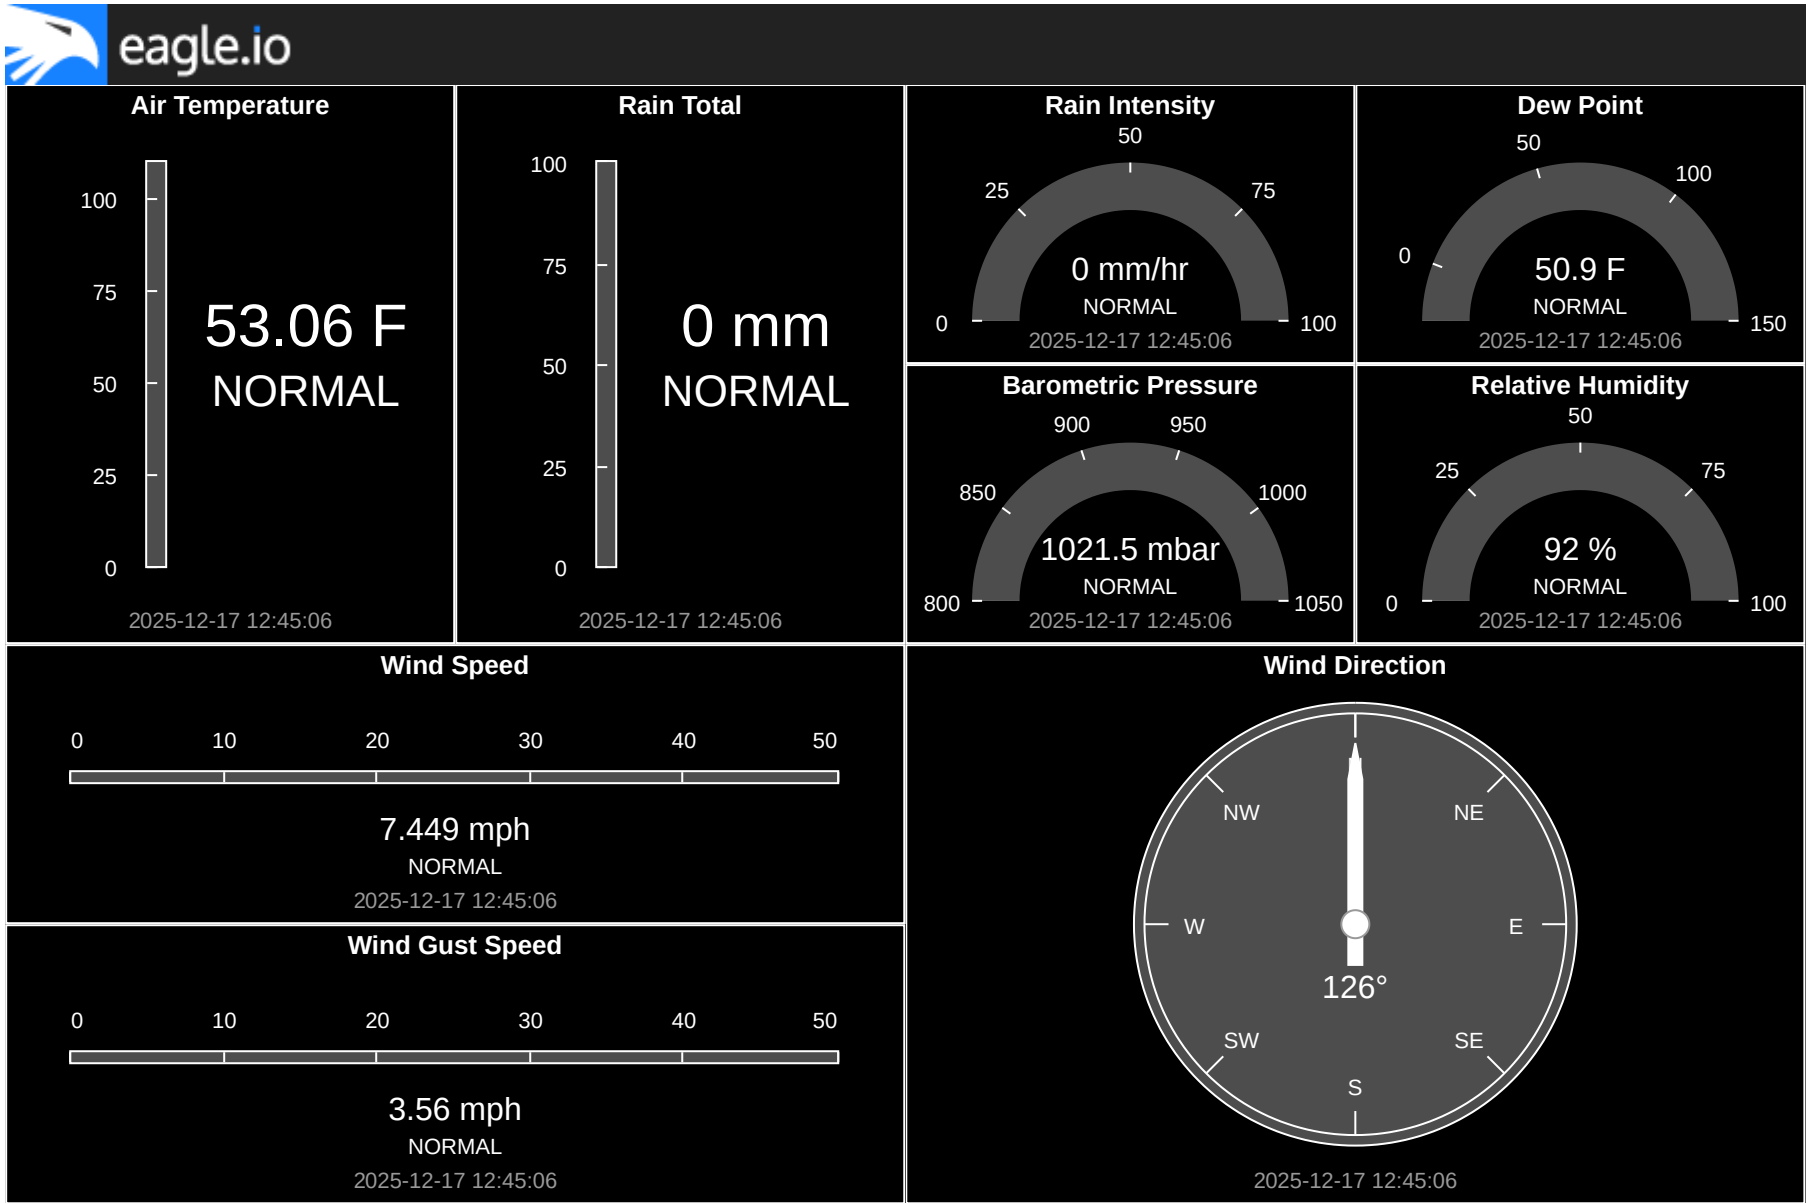 eagle.io
Air Temperature
100
75
50
25
0
53.06 F
NORMAL
2025-12-17 12:45:06
Rain Total
100
75
50
25
0
0 mm
NORMAL
2025-12-17 12:45:06
Rain Intensity
50
25
75
0
100
0 mm/hr
NORMAL
2025-12-17 12:45:06
Dew Point
50
100
0
150
50.9 F
NORMAL
2025-12-17 12:45:06
Barometric Pressure
900 950
850 1000
800 1050
1021.5 mbar
NORMAL
2025-12-17 12:45:06
Relative Humidity
50
25 75
0 100
92 %
NORMAL
2025-12-17 12:45:06
Wind Speed
0 10 20 30 40 50
7.449 mph
NORMAL
2025-12-17 12:45:06
Wind Gust Speed
0 10 20 30 40 50
3.56 mph
NORMAL
2025-12-17 12:45:06
Wind Direction
NW NE
W E
126°
SW SE
S
2025-12-17 12:45:06